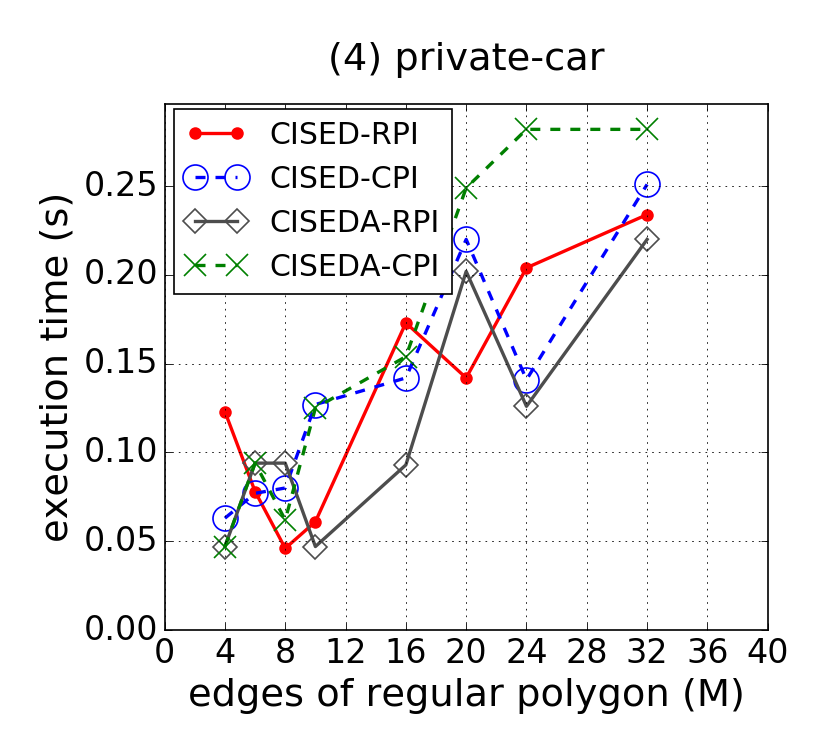 (4) private-car
CISED-RPI
CISED-CPI
CISEDA-RPI
CISEDA-CPI
execution time (s)
0.25
0.20
0.15
0.10
0.05
0.00
0 4 8 12 16 20 24 28 32 36 40
edges of regular polygon (M)